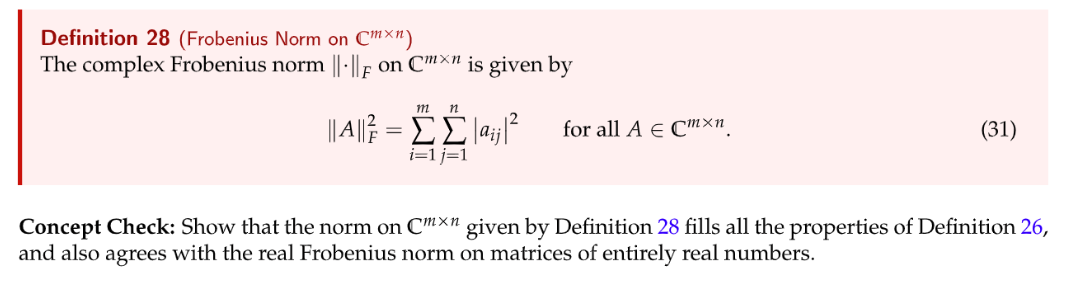 Definition 28 (Frobenius Norm on ℂ^{m×n})
The complex Frobenius norm ‖·‖_F on ℂ^{m×n} is given by
‖A‖_F^2 = ∑_{i=1}^{m} ∑_{j=1}^{n} |a_{ij}|^2 for all A ∈ ℂ^{m×n}. (31)
Concept Check: Show that the norm on ℂ^{m×n} given by Definition 28 fills all the properties of Definition 26,
and also agrees with the real Frobenius norm on matrices of entirely real numbers.